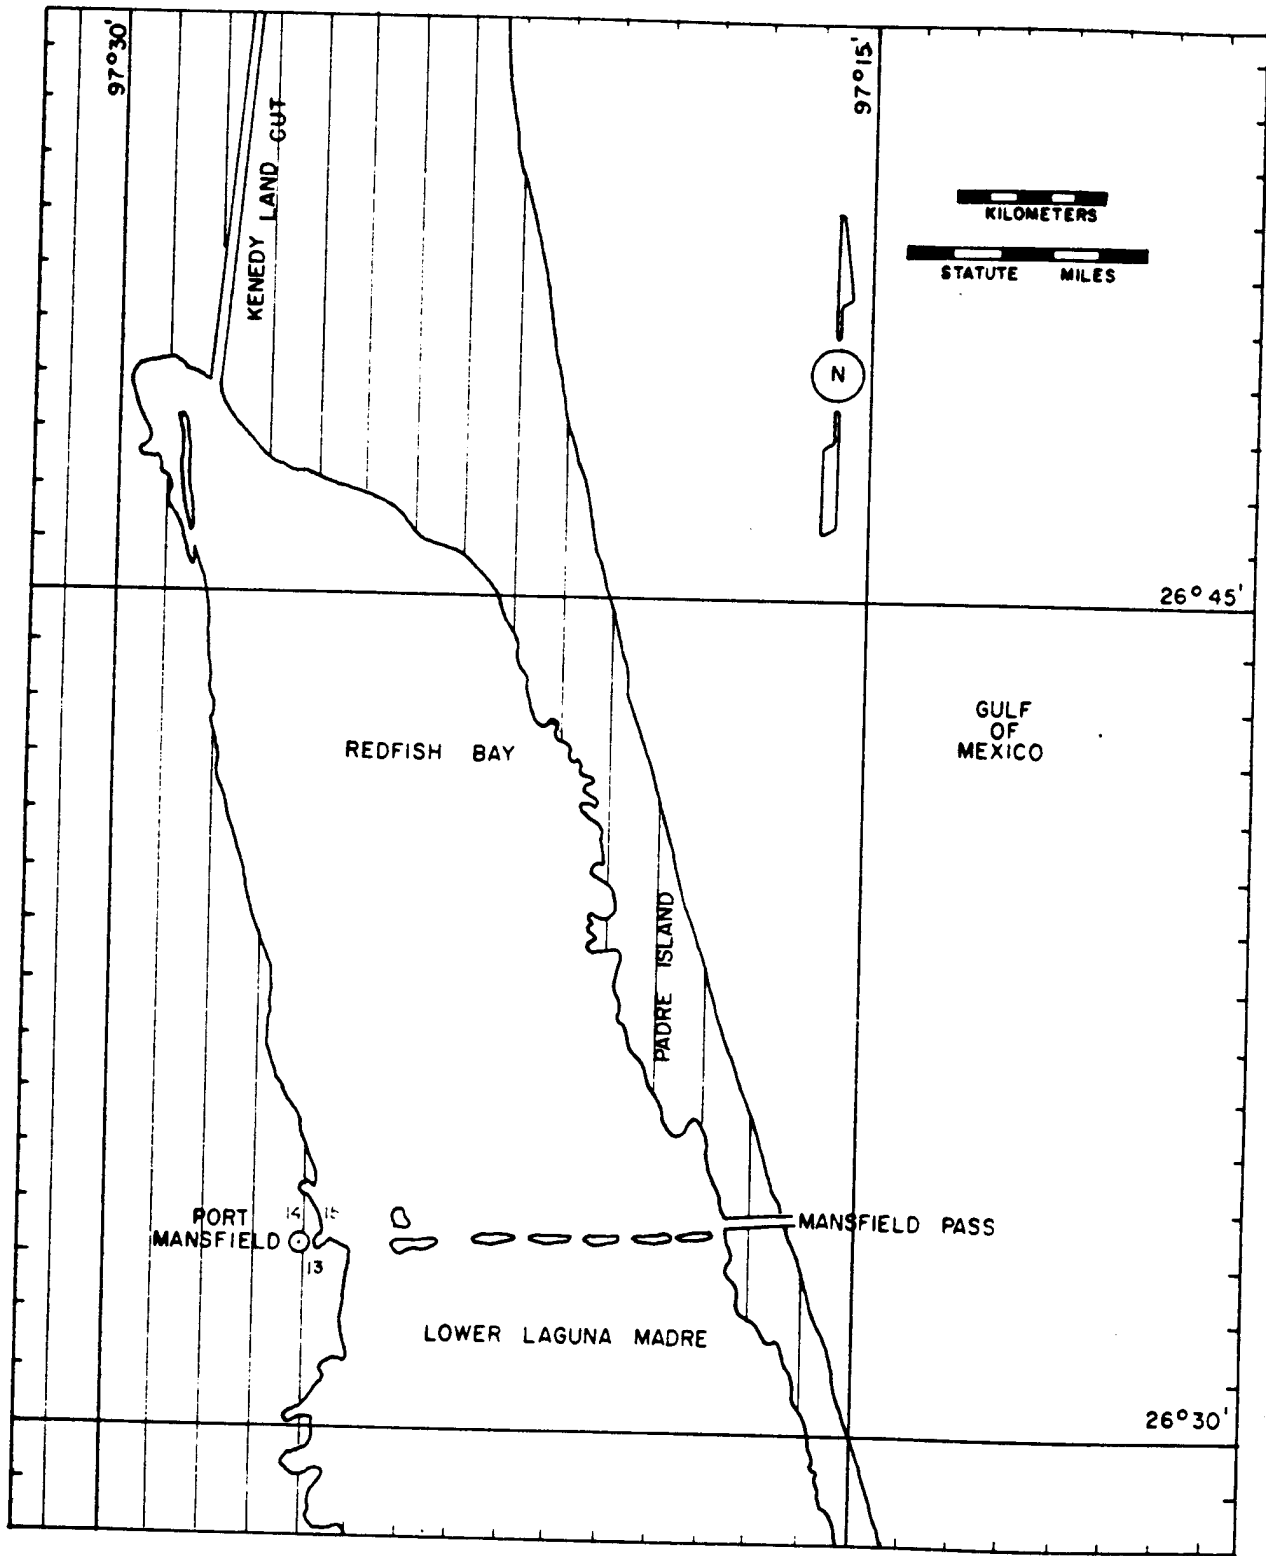 97°30'
97°15'
KENEDY LAND CUT
KILOMETERS
STATUTE MILES
N
26°45'
GULF
OF
MEXICO
REDFISH BAY
PADRE ISLAND
PORT
MANSFIELD
14 15
13
MANSFIELD PASS
LOWER LAGUNA MADRE
26°30'